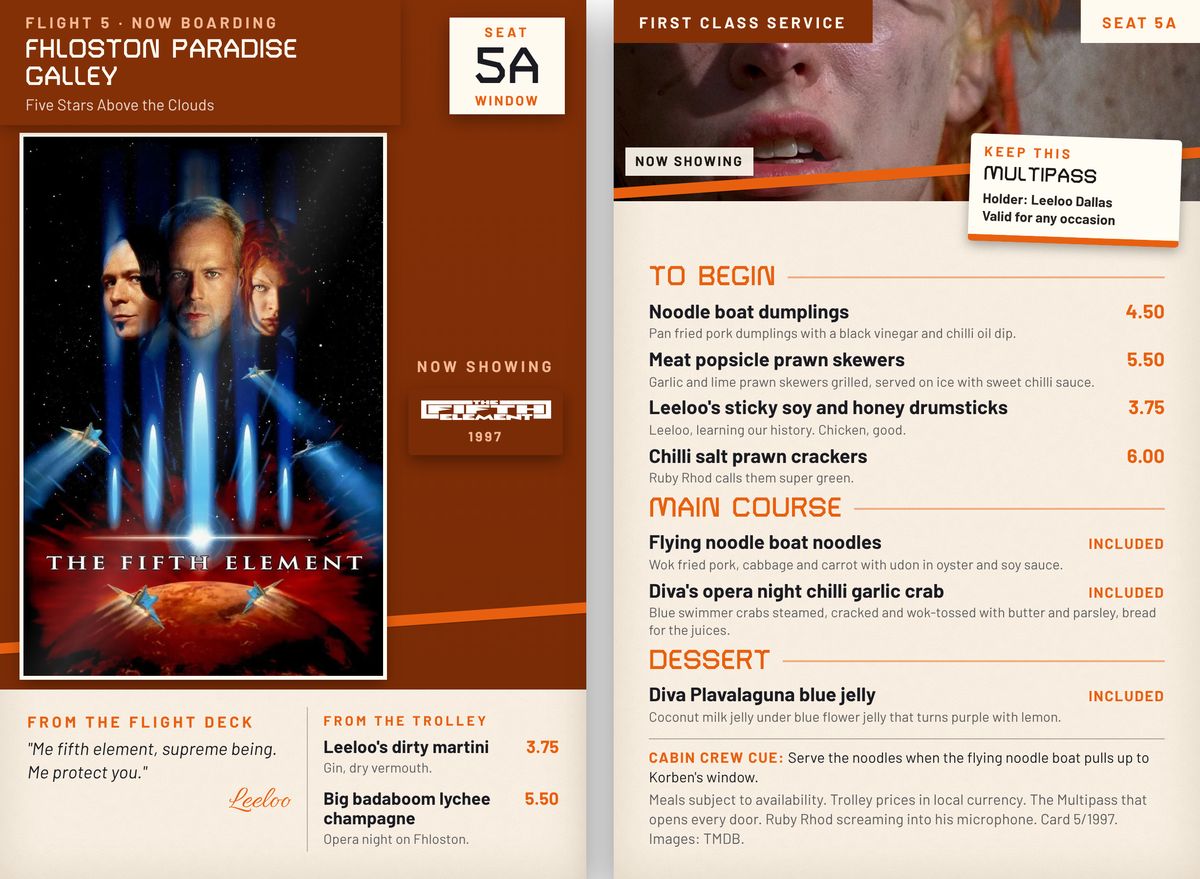 FLIGHT 5 · NOW BOARDING
FHLOSTON PARADISE
GALLEY
Five Stars Above the Clouds
SEAT
5A
WINDOW
THE FIFTH ELEMENT
NOW SHOWING
THE
FIFTH
ELEMENT
1997
FROM THE FLIGHT DECK
"Me fifth element, supreme being.
Me protect you."
Leeloo
FROM THE TROLLEY
Leeloo's dirty martini 3.75
Gin, dry vermouth.
Big badaboom lychee 5.50
champagne
Opera night on Fhloston.
FIRST CLASS SERVICE
SEAT 5A
NOW SHOWING
KEEP THIS
MULTIPASS
Holder: Leeloo Dallas
Valid for any occasion
TO BEGIN
Noodle boat dumplings 4.50
Pan fried pork dumplings with a black vinegar and chilli oil dip.
Meat popsicle prawn skewers 5.50
Garlic and lime prawn skewers grilled, served on ice with sweet chilli sauce.
Leeloo's sticky soy and honey drumsticks 3.75
Leeloo, learning our history. Chicken, good.
Chilli salt prawn crackers 6.00
Ruby Rhod calls them super green.
MAIN COURSE
Flying noodle boat noodles INCLUDED
Wok fried pork, cabbage and carrot with udon in oyster and soy sauce.
Diva's opera night chilli garlic crab INCLUDED
Blue swimmer crabs steamed, cracked and wok-tossed with butter and parsley, bread
for the juices.
DESSERT
Diva Plavalaguna blue jelly INCLUDED
Coconut milk jelly under blue flower jelly that turns purple with lemon.
CABIN CREW CUE: Serve the noodles when the flying noodle boat pulls up to
Korben's window.
Meals subject to availability. Trolley prices in local currency. The Multipass that
opens every door. Ruby Rhod screaming into his microphone. Card 5/1997.
Images: TMDB.